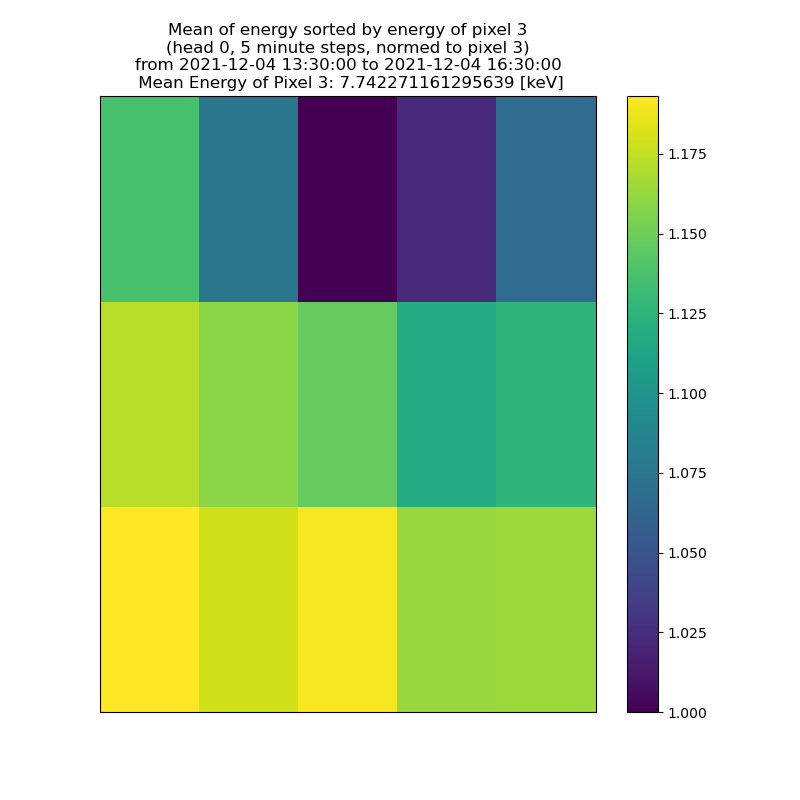 Mean of energy sorted by energy of pixel 3
(head 0, 5 minute steps, normed to pixel 3)
from 2021-12-04 13:30:00 to 2021-12-04 16:30:00
Mean Energy of Pixel 3: 7.742271161295639 [keV]
1.175
1.150
1.125
1.100
1.075
1.050
1.025
1.000